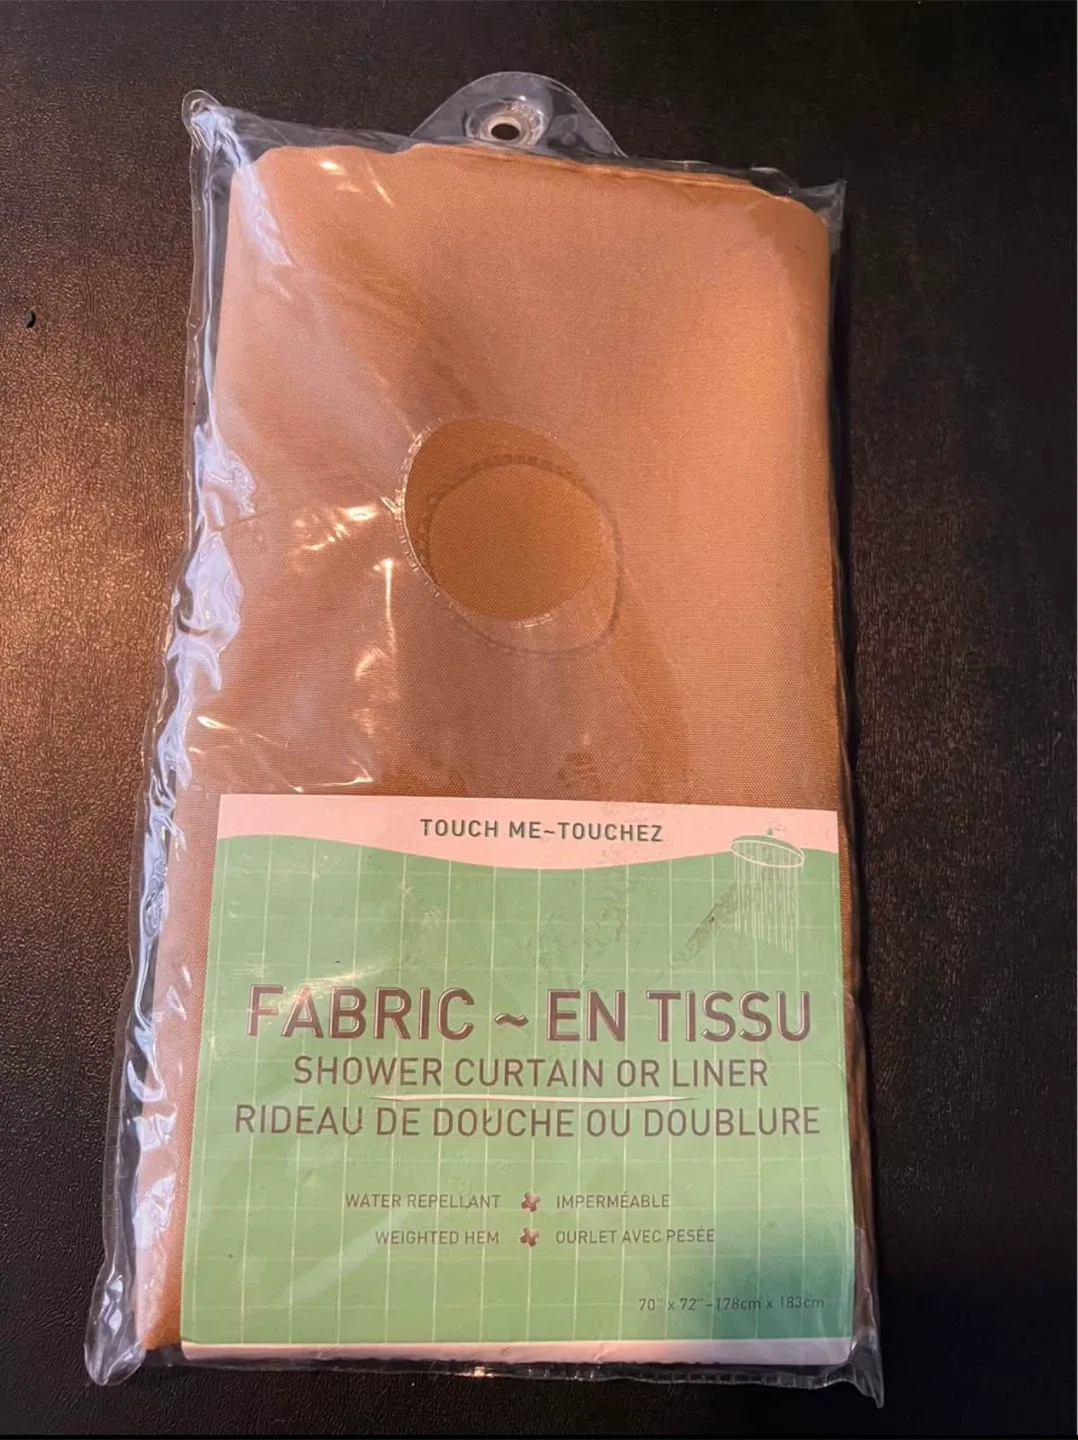 TOUCH ME~TOUCHEZ
FABRIC ~ EN TISSU
SHOWER CURTAIN OR LINER
RIDEAU DE DOUCHE OU DOUBLURE
WATER REPELLANT IMPERMÉABLE
WEIGHTED HEM OURLET AVEC PESÉE
70" x 72"–178cm x 183cm